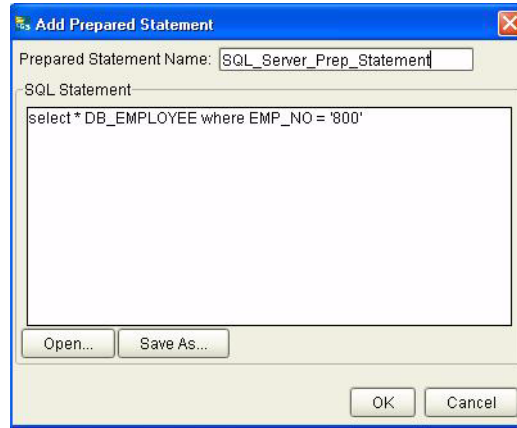 Add Prepared Statement
Prepared Statement Name: SQL_Server_Prep_Statement
SQL Statement
select * DB_EMPLOYEE where EMP_NO = '800'
Open... Save As...
OK Cancel